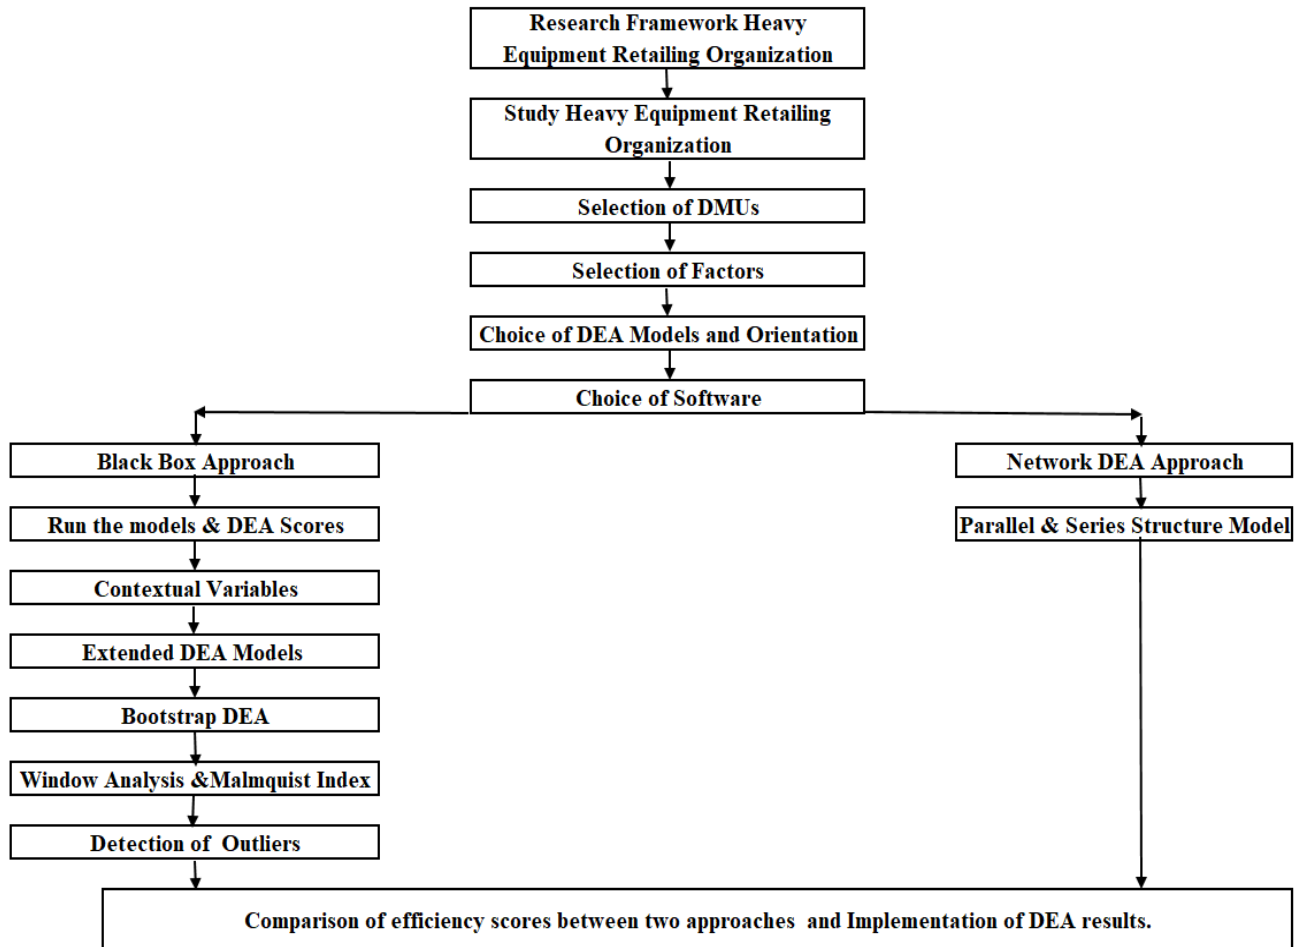 Research Framework Heavy
Equipment Retailing Organization
Study Heavy Equipment Retailing
Organization
Selection of DMUs
Selection of Factors
Choice of DEA Models and Orientation
Choice of Software
Black Box Approach
Run the models & DEA Scores
Contextual Variables
Extended DEA Models
Bootstrap DEA
Window Analysis &Malmquist Index
Detection of Outliers
Network DEA Approach
Parallel & Series Structure Model
Comparison of efficiency scores between two approaches and Implementation of DEA results.